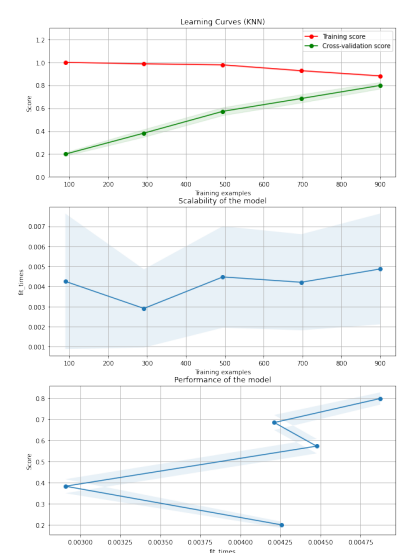 Learning Curves (KNN)
1.2
1.0
0.8
0.6
0.4
0.2
0.0
Score
Training score
Cross-validation score
100 200 300 400 500 600 700 800 900
Training examples
Scalability of the model
0.007
0.006
0.005
0.004
0.003
0.002
0.001
fit_times
100 200 300 400 500 600 700 800 900
Training examples
Performance of the model
0.8
0.7
0.6
0.5
0.4
0.3
0.2
Score
0.00300 0.00325 0.00350 0.00375 0.00400 0.00425 0.00450 0.00475
fit_times